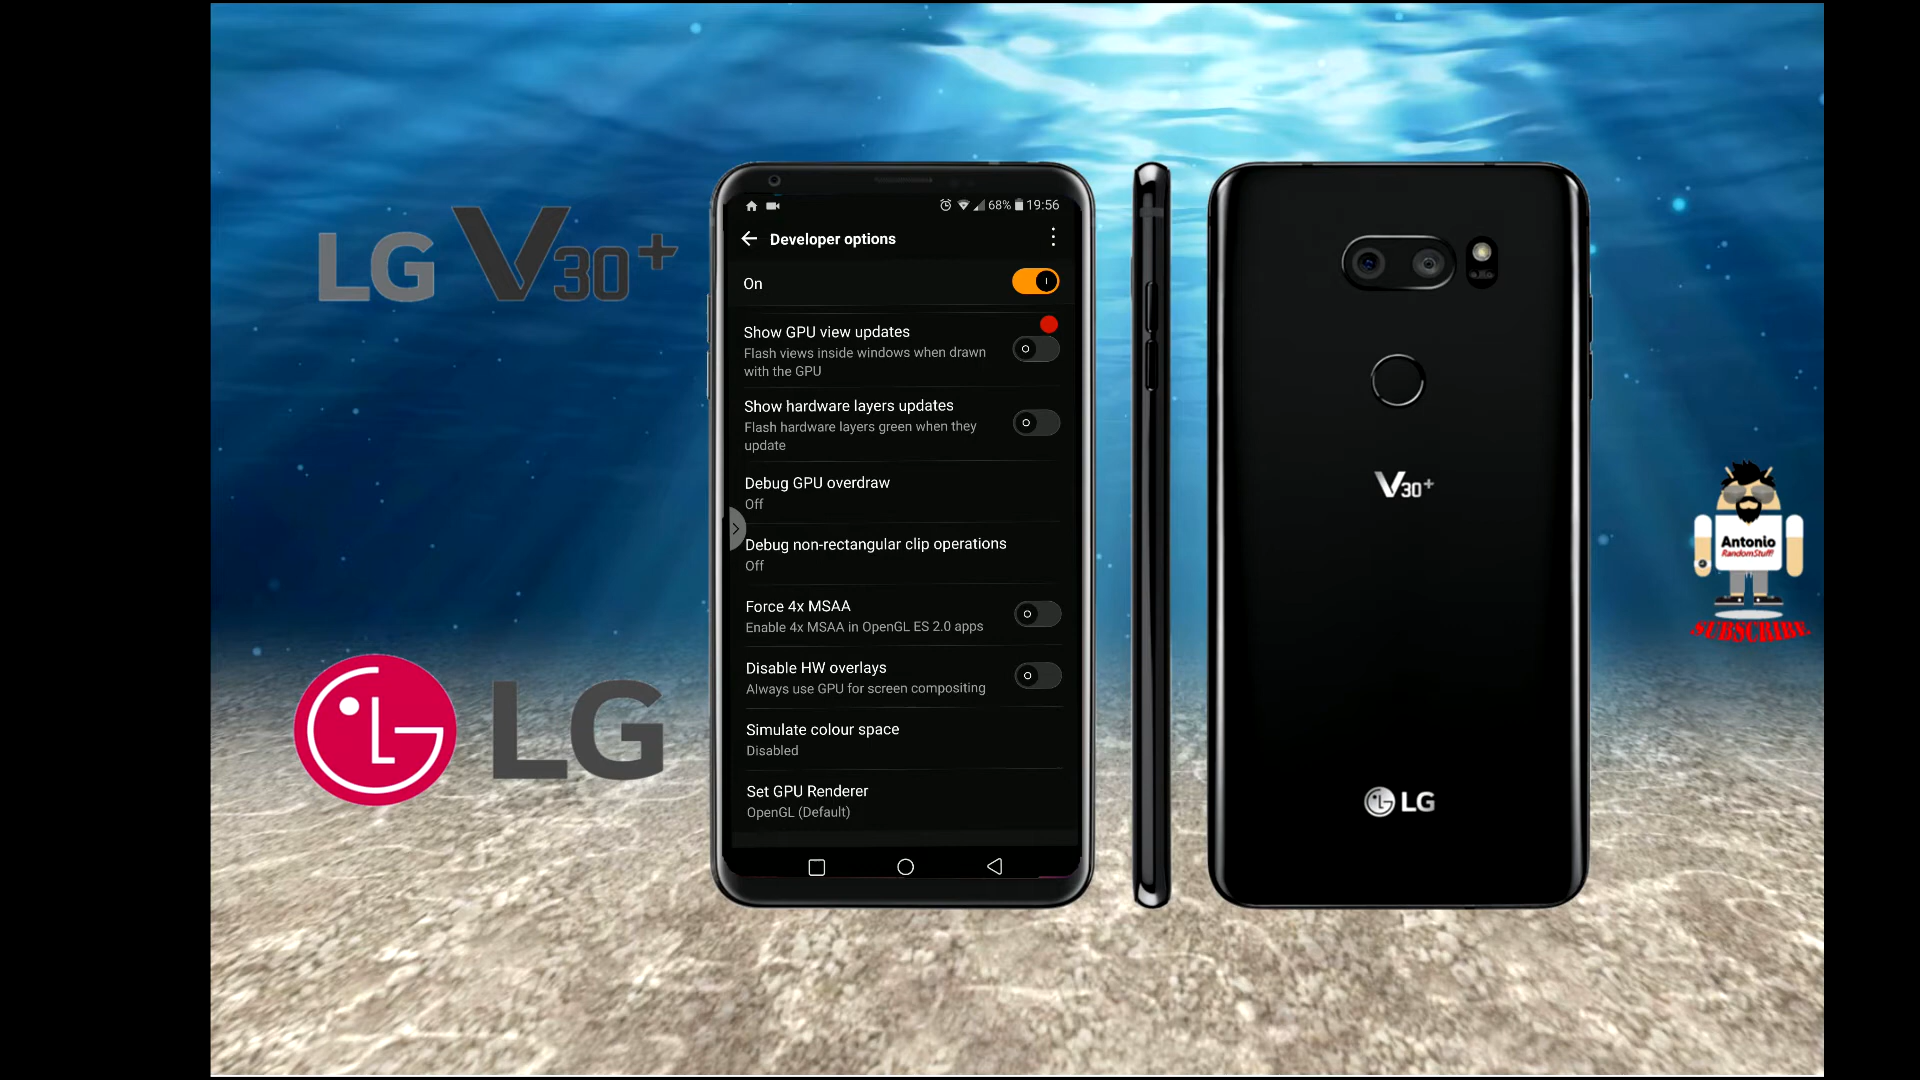 LG V30+
68% 19:56
Developer options
On
Show GPU view updates
Flash views inside windows when drawn
with the GPU
Show hardware layers updates
Flash hardware layers green when they
update
Debug GPU overdraw
Off
Debug non-rectangular clip operations
Off
Force 4x MSAA
Enable 4x MSAA in OpenGL ES 2.0 apps
Disable HW overlays
Always use GPU for screen compositing
Simulate colour space
Disabled
Set GPU Renderer
OpenGL (Default)
LG
V30+
LG
Antonio
RandomStuff!
SUBSCRIBE